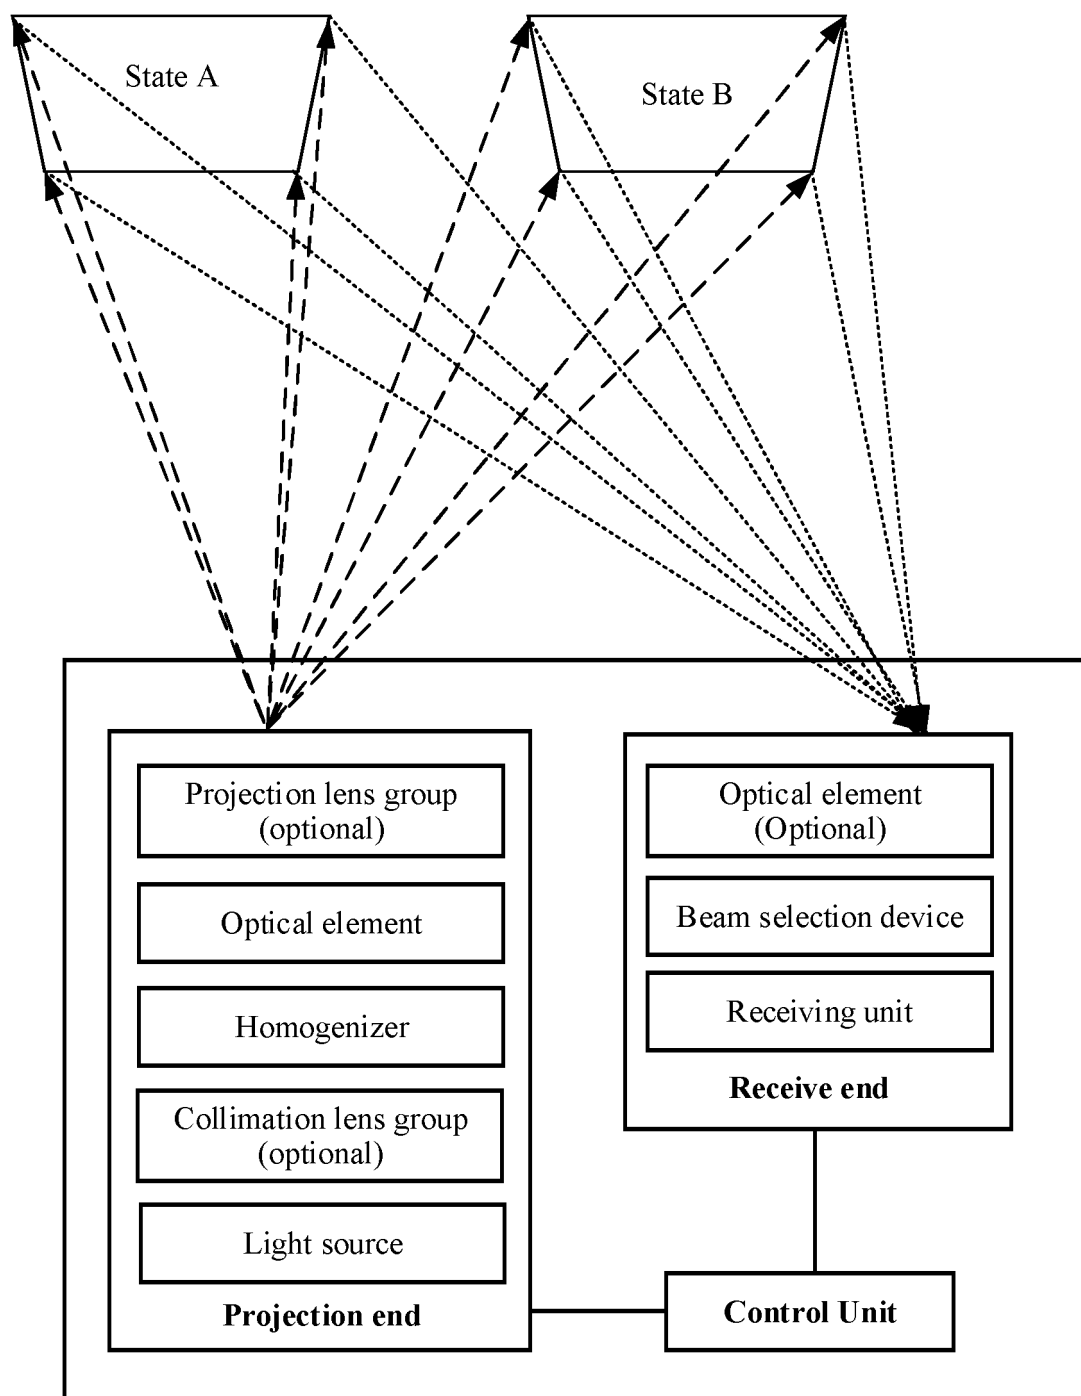 State A
State B
Projection lens group
(optional)
Optical element
Homogenizer
Collimation lens group
(optional)
Light source
Projection end
Optical element
(Optional)
Beam selection device
Receiving unit
Receive end
Control Unit